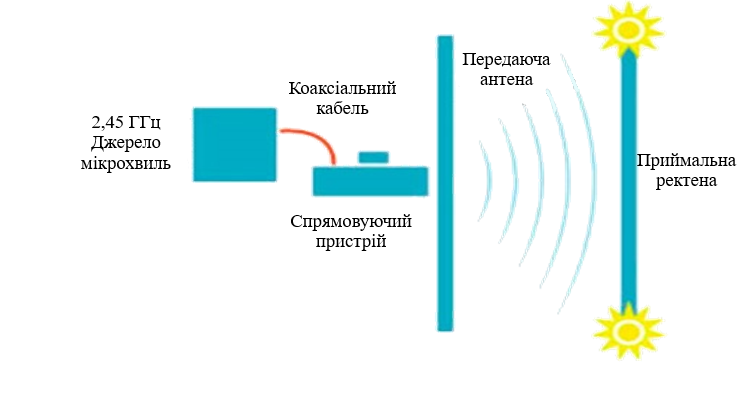 2,45 ГГц
Джерело
мікрохвиль
Коаксіальний
кабель
Спрямовуючий
пристрій
Передаюча
антена
Приймальна
ректена